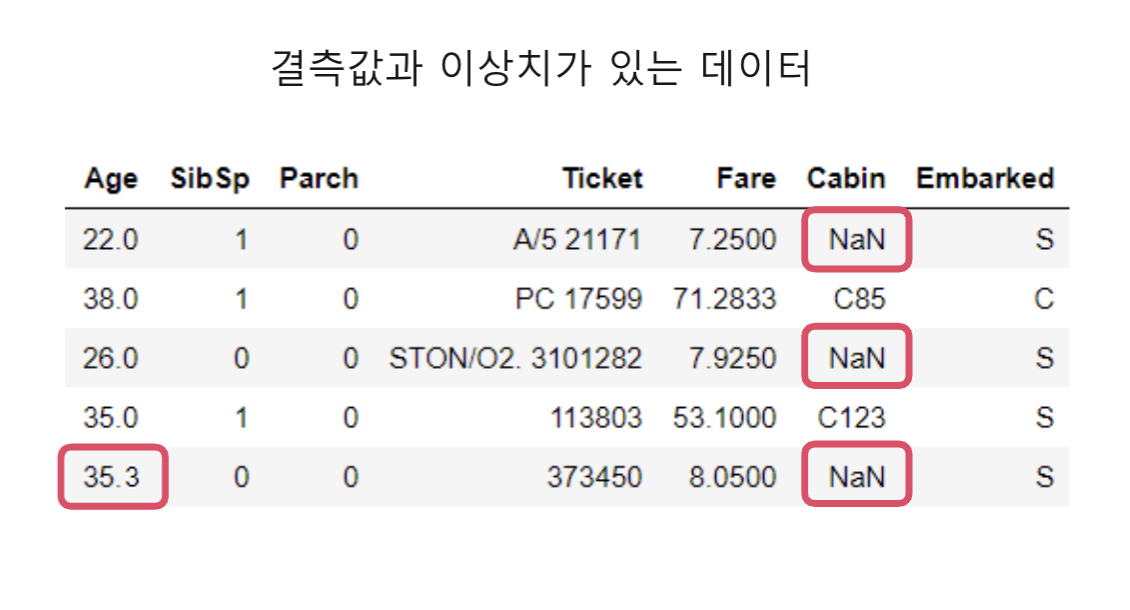 결측값과 이상치가 있는 데이터
Age SibSp Parch Ticket Fare Cabin Embarked
22.0 1 0 A/5 21171 7.2500 NaN S
38.0 1 0 PC 17599 71.2833 C85 C
26.0 0 0 STON/O2. 3101282 7.9250 NaN S
35.0 1 0 113803 53.1000 C123 S
35.3 0 0 373450 8.0500 NaN S